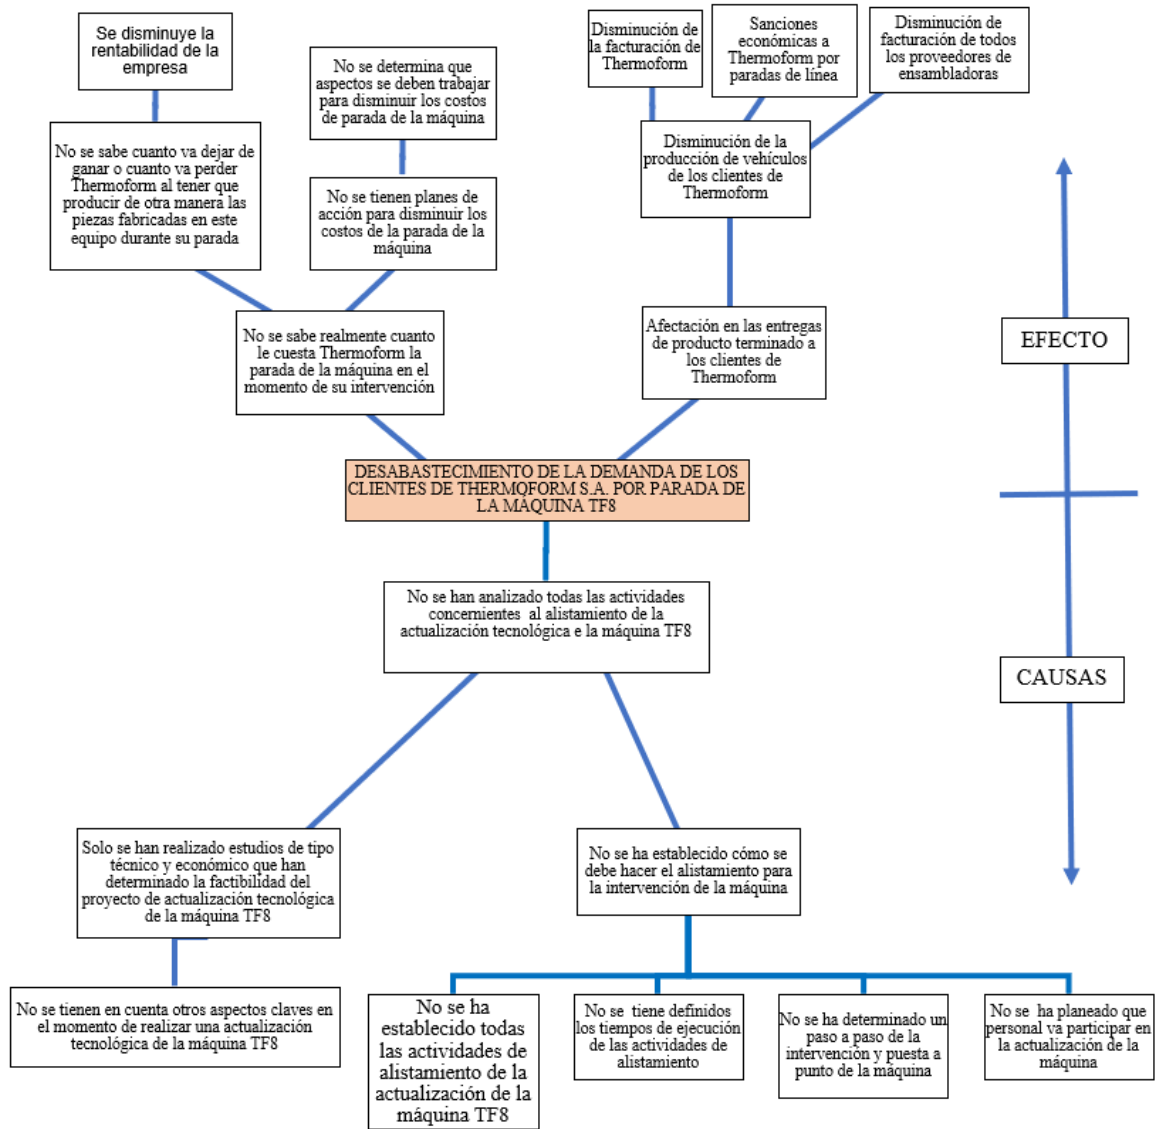 Se disminuye la
rentabilidad de la
empresa
No se determina que
aspectos se deben trabajar
para disminuir los costos
de parada de la máquina
Disminución de
la facturación de
Thermoform
Sanciones
económicas a
Thermoform por
paradas de línea
Disminución de
facturación de todos
los proveedores de
ensambladoras
No se sabe cuanto va dejar de
ganar o cuanto va perder
Thermoform al tener que
producir de otra manera las
piezas fabricadas en este
equipo durante su parada
No se tienen planes de
acción para disminuir los
costos de la parada de la
máquina
Disminución de la
producción de vehículos
de los clientes de
Thermoform
No se sabe realmente cuanto
le cuesta Thermoform la
parada de la máquina en el
momento de su intervención
Afectación en las entregas
de producto terminado a
los clientes de
Thermoform
EFECTO
DESABASTECIMIENTO DE LA DEMANDA DE LOS
CLIENTES DE THERMOFORM S.A. POR PARADA DE
LA MÁQUINA TF8
No se han analizado todas las actividades
concernientes al alistamiento de la
actualización tecnológica e la máquina TF8
CAUSAS
Solo se han realizado estudios de tipo
técnico y económico que han
determinado la factibilidad del
proyecto de actualización tecnológica
de la máquina TF8
No se ha establecido cómo se
debe hacer el alistamiento para
la intervención de la máquina
No se tienen en cuenta otros aspectos claves en
el momento de realizar una actualización
tecnológica de la máquina TF8
No se ha
establecido todas
las actividades de
alistamiento de la
actualización de la
máquina TF8
No se tiene definidos
los tiempos de ejecución
de las actividades de
alistamiento
No se ha determinado un
paso a paso de la
intervención y puesta a
punto de la máquina
No se ha planeado que
personal va participar en
la actualización de la
máquina